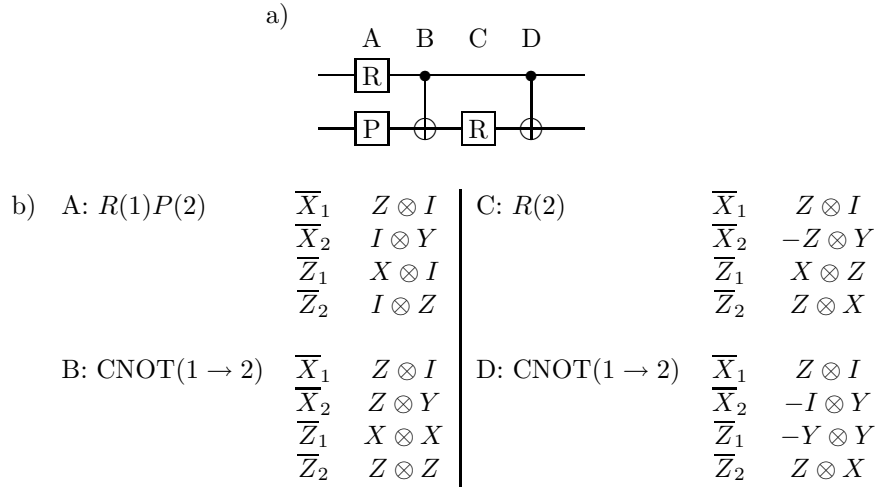 a)
A B C D
R
P R
b) A: R(1)P(2) X̅₁ Z ⊗ I C: R(2) X̅₁ Z ⊗ I
X̅₂ I ⊗ Y X̅₂ −Z ⊗ Y
Z̅₁ X ⊗ I Z̅₁ X ⊗ Z
Z̅₂ I ⊗ Z Z̅₂ Z ⊗ X
B: CNOT(1 → 2) X̅₁ Z ⊗ I D: CNOT(1 → 2) X̅₁ Z ⊗ I
X̅₂ Z ⊗ Y X̅₂ −I ⊗ Y
Z̅₁ X ⊗ X Z̅₁ −Y ⊗ Y
Z̅₂ Z ⊗ Z Z̅₂ Z ⊗ X